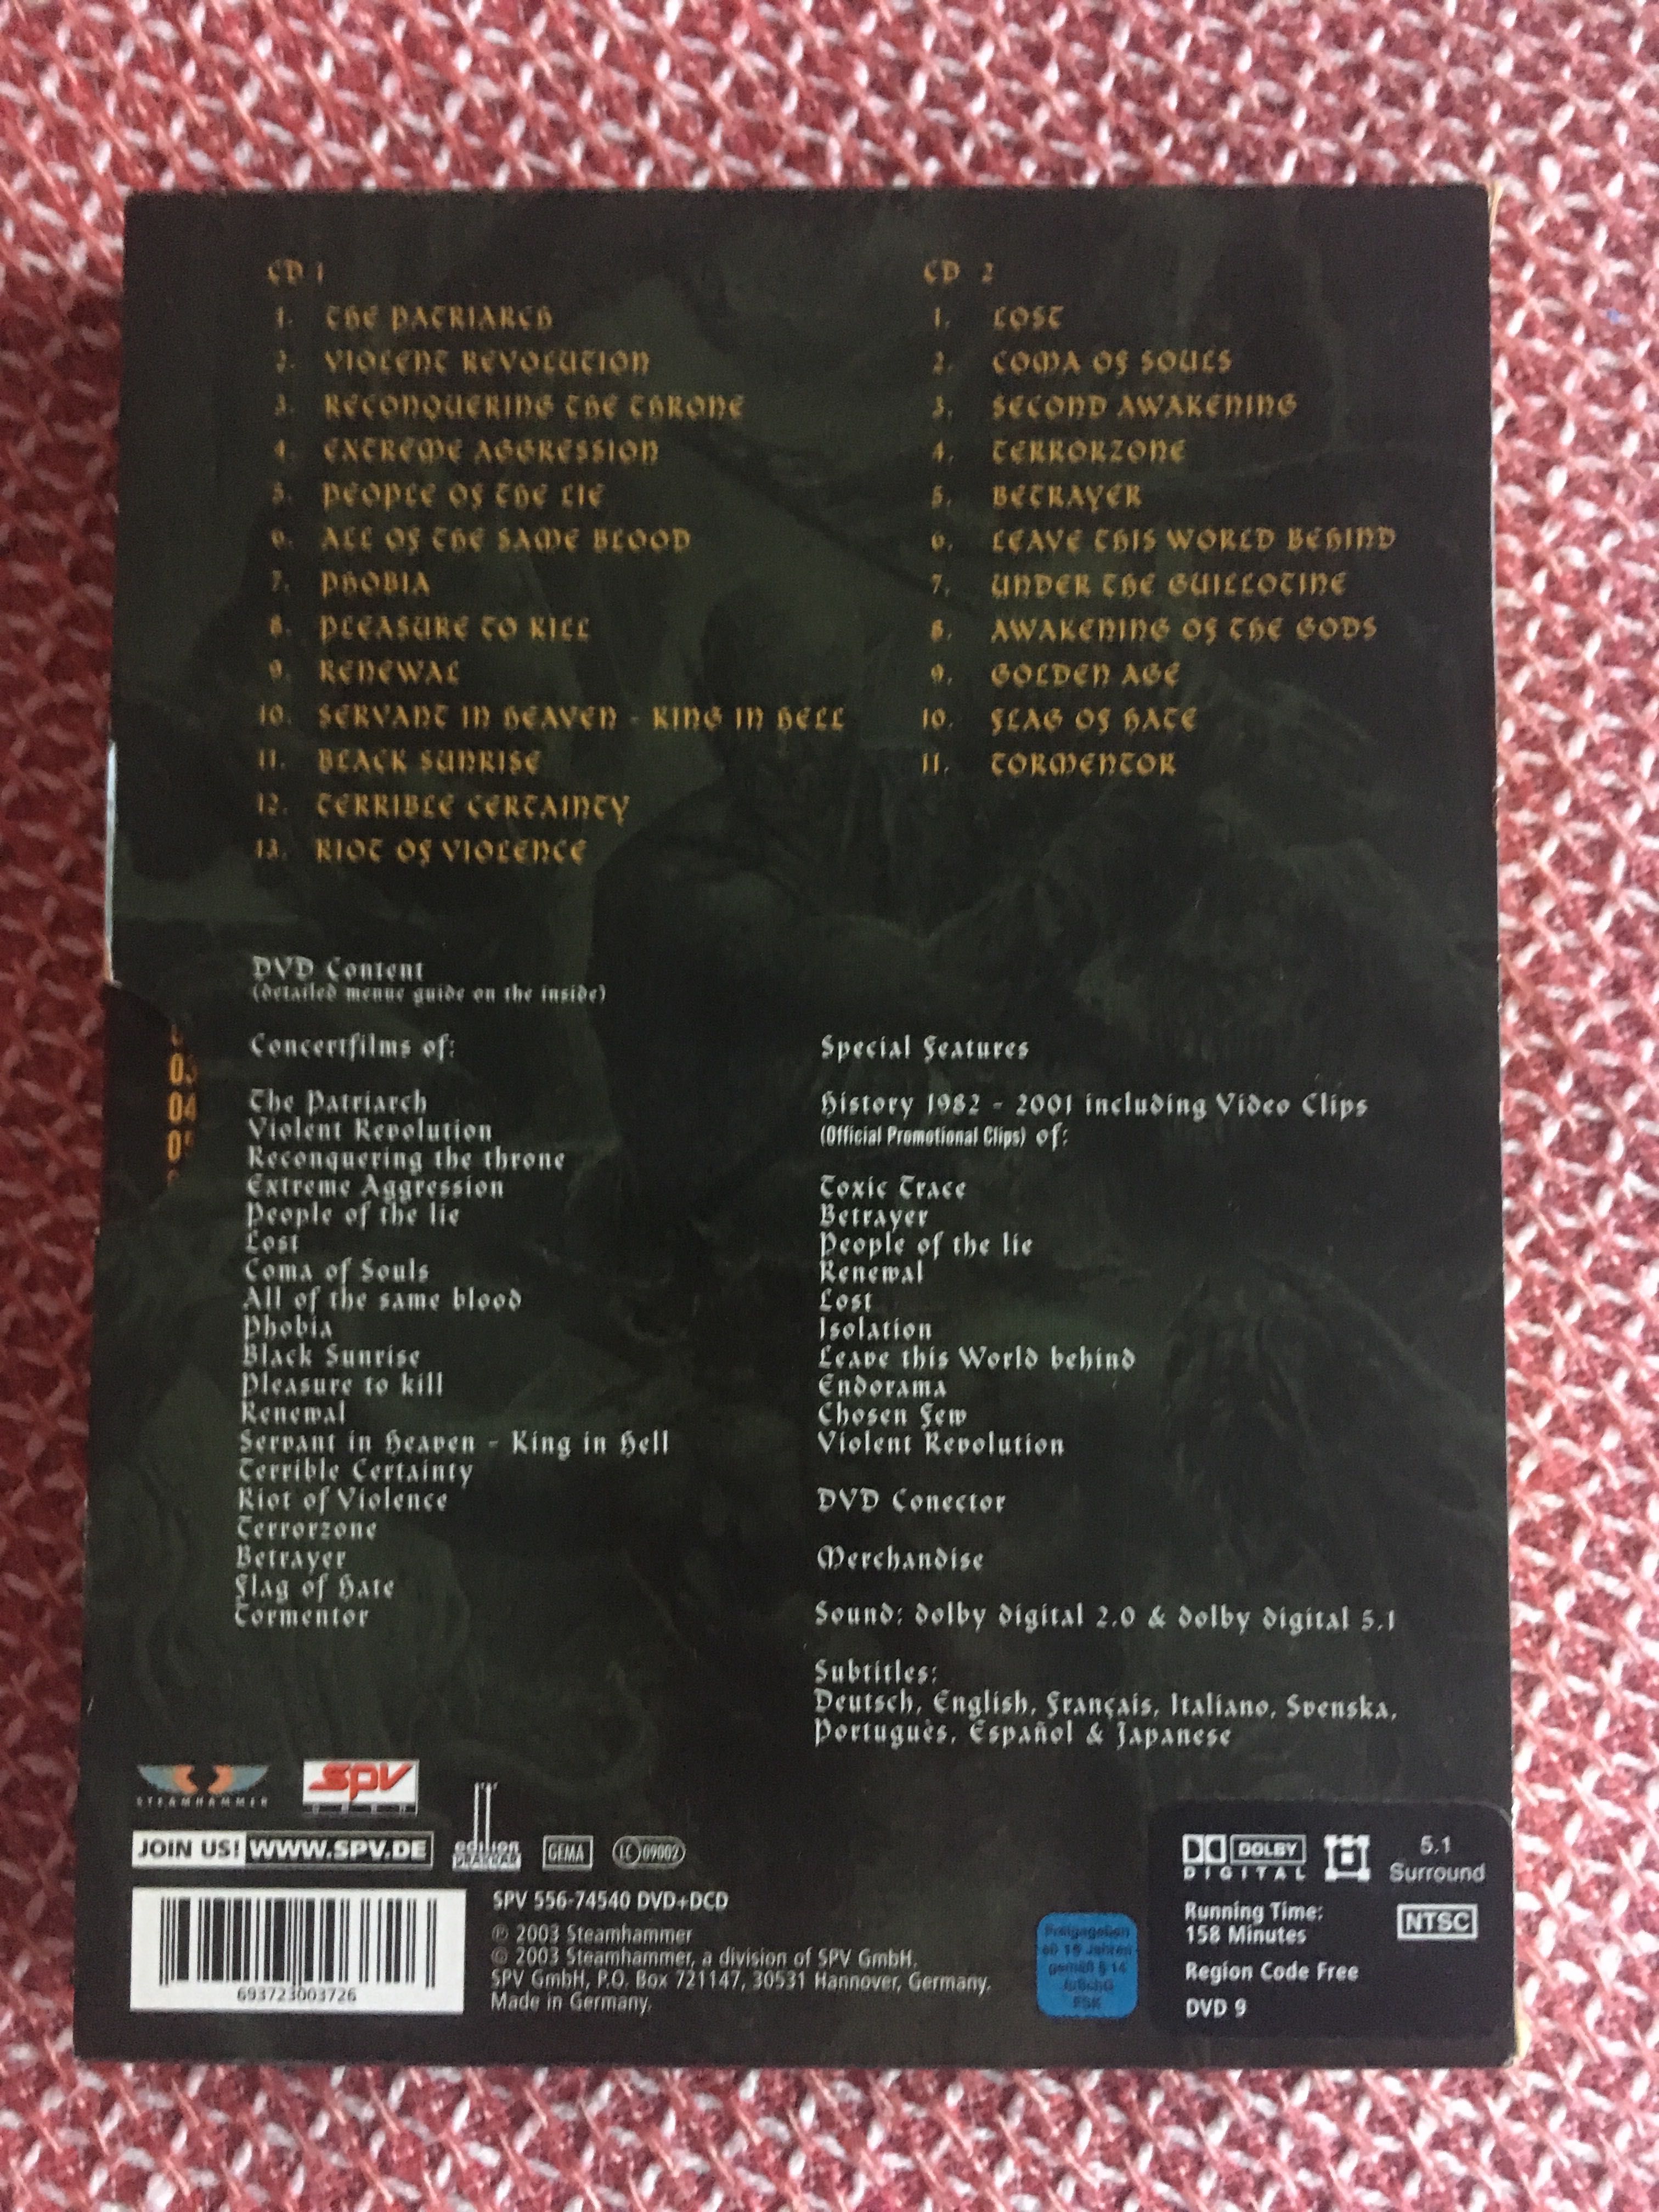 CD 1
1. THE PATRIARCH
2. VIOLENT REVOLUTION
3. RECONQUERING THE THRONE
4. EXTREME AGGRESSION
5. PEOPLE OF THE LIE
6. ALL OF THE SAME BLOOD
7. PHOBIA
8. PLEASURE TO KILL
9. RENEWAL
10. SERVANT IN HEAVEN - KING IN HELL
11. BLACK SUNRISE
12. TERRIBLE CERTAINTY
13. RIOT OF VIOLENCE
CD 2
1. LOST
2. COMA OF SOULS
3. SECOND AWAKENING
4. TERRORZONE
5. BETRAYER
6. LEAVE THIS WORLD BEHIND
7. UNDER THE GUILLOTINE
8. AWAKENING OF THE GODS
9. GOLDEN AGE
10. FLAG OF HATE
11. TORMENTOR
DVD Content
(detailed menue guide on the inside)
03
04
05
Concertfilms of:
The Patriarch
Violent Revolution
Reconquering the throne
Extreme Aggression
People of the lie
Lost
Coma of Souls
All of the same blood
Phobia
Black Sunrise
Pleasure to kill
Renewal
Servant in Heaven - King in Hell
Terrible Certainty
Riot of Violence
Terrorzone
Betrayer
Flag of Hate
Tormentor
Special Features
History 1982 - 2001 including Video Clips
(Official Promotional Clips) of:
Toxic Trace
Betrayer
People of the lie
Renewal
Lost
Isolation
Leave this World behind
Endorama
Chosen Few
Violent Revolution
DVD Conector
Merchandise
Sound: dolby digital 2.0 & dolby digital 5.1
Subtitles:
Deutsch, English, Français, Italiano, Svenska,
Portugués, Español & Japanese
STEAMHAMMER
SPV
JOIN US! WWW.SPV.DE
edition
DRAKKAR
GEMA
LC 09002
693723003726
SPV 556-74540 DVD+DCD
℗ 2003 Steamhammer
© 2003 Steamhammer, a division of SPV GmbH.
SPV GmbH, P.O. Box 721147, 30531 Hannover, Germany.
Made in Germany.
Freigegeben
gemäß § 14
JuSchG
FSK
DOLBY
DIGITAL
5.1
Surround
Running Time:
158 Minutes
NTSC
Region Code Free
DVD 9